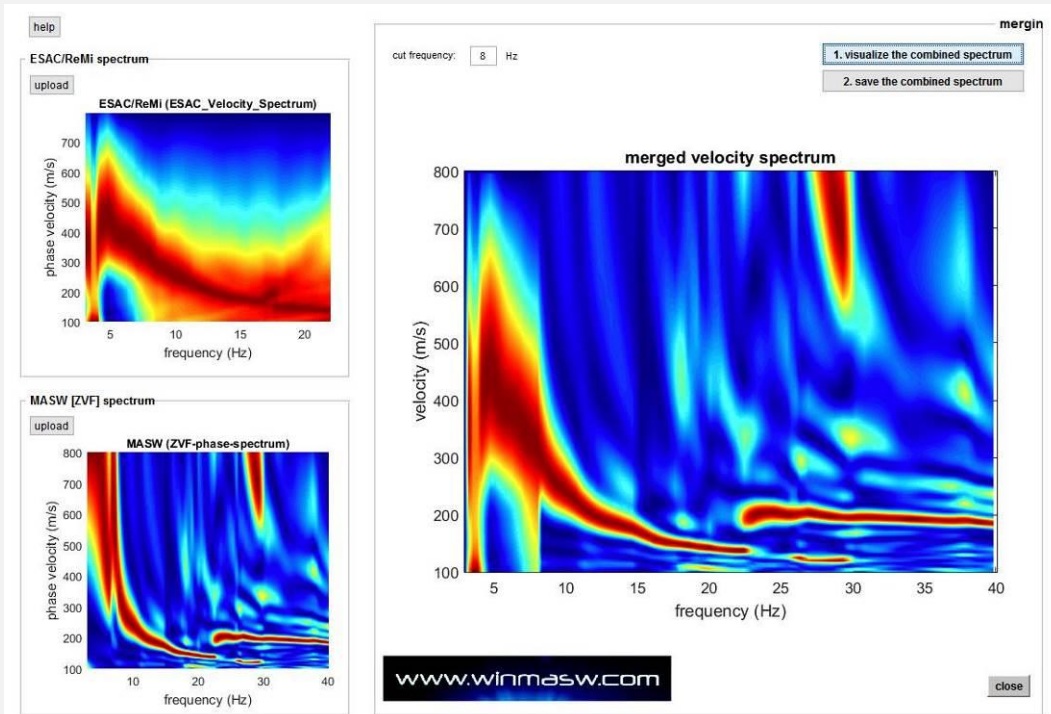 help
mergin
ESAC/ReMi spectrum
upload
ESAC/ReMi (ESAC_Velocity_Spectrum)
phase velocity (m/s)
700
600
500
400
300
200
100
5 10 15 20
frequency (Hz)
MASW [ZVF] spectrum
upload
MASW (ZVF-phase-spectrum)
phase velocity (m/s)
800
700
600
500
400
300
200
100
10 20 30 40
frequency (Hz)
cut frequency: 8 Hz
1. visualize the combined spectrum
2. save the combined spectrum
merged velocity spectrum
velocity (m/s)
800
700
600
500
400
300
200
100
5 10 15 20 25 30 35 40
frequency (Hz)
www.winmasw.com
close